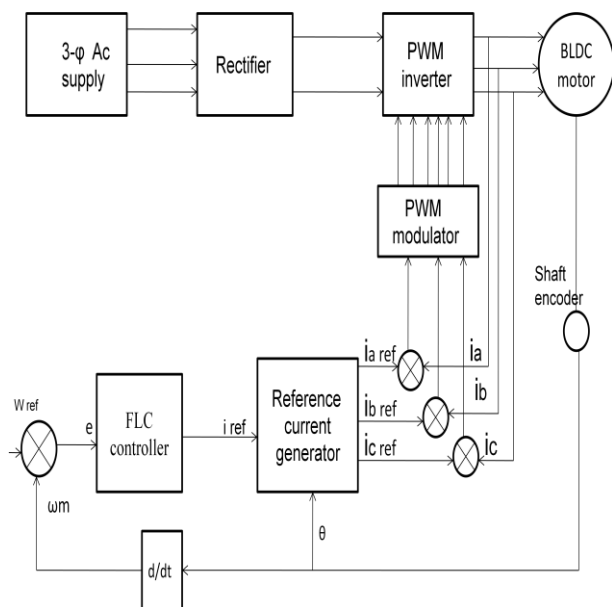 3-φ Ac
supply
Rectifier
PWM
inverter
BLDC
motor
PWM
modulator
Shaft
encoder
ia ref
ia
ib
ib ref
ic ref
ic
W ref
e
FLC
controller
i ref
Reference
current
generator
ωm
θ
d/dt